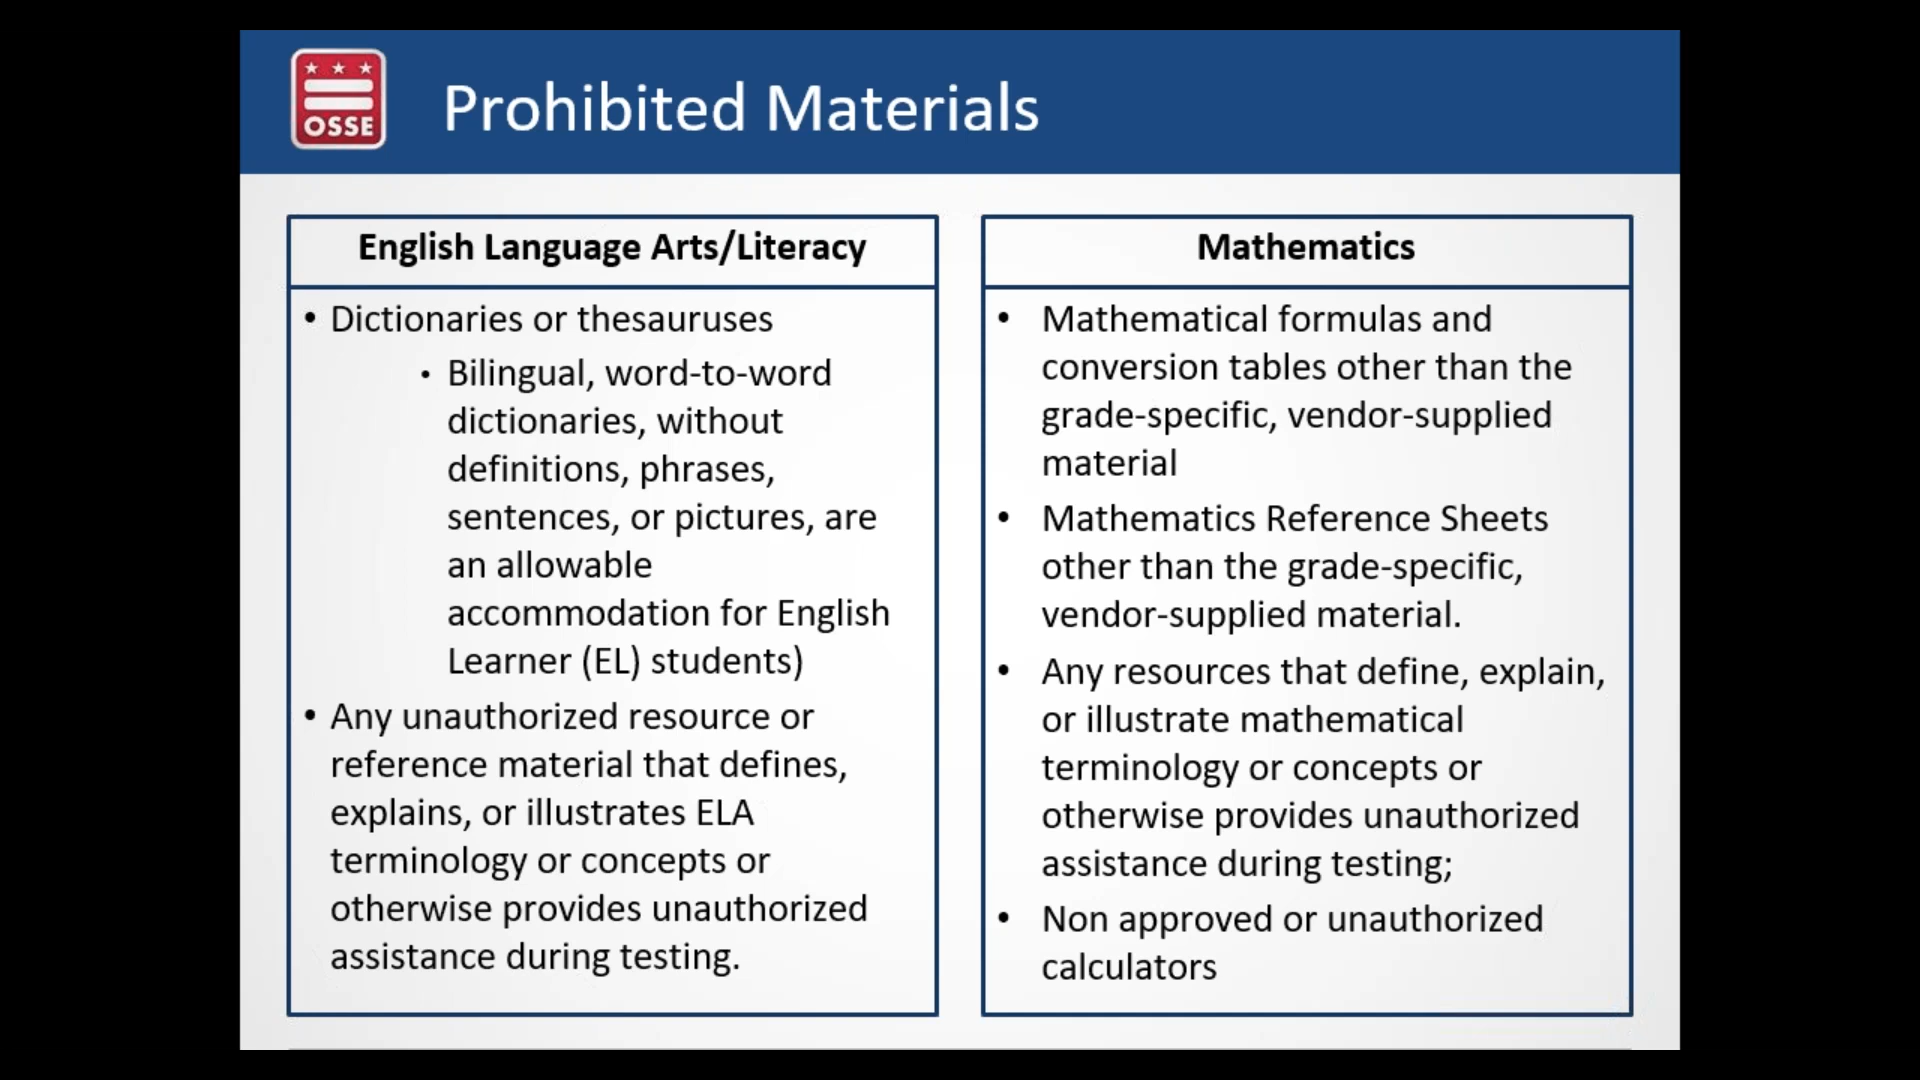 OSSE
Prohibited Materials
English Language Arts/Literacy
• Dictionaries or thesauruses
• Bilingual, word-to-word
dictionaries, without
definitions, phrases,
sentences, or pictures, are
an allowable
accommodation for English
Learner (EL) students)
• Any unauthorized resource or
reference material that defines,
explains, or illustrates ELA
terminology or concepts or
otherwise provides unauthorized
assistance during testing.
Mathematics
• Mathematical formulas and
conversion tables other than the
grade-specific, vendor-supplied
material
• Mathematics Reference Sheets
other than the grade-specific,
vendor-supplied material.
• Any resources that define, explain,
or illustrate mathematical
terminology or concepts or
otherwise provides unauthorized
assistance during testing;
• Non approved or unauthorized
calculators